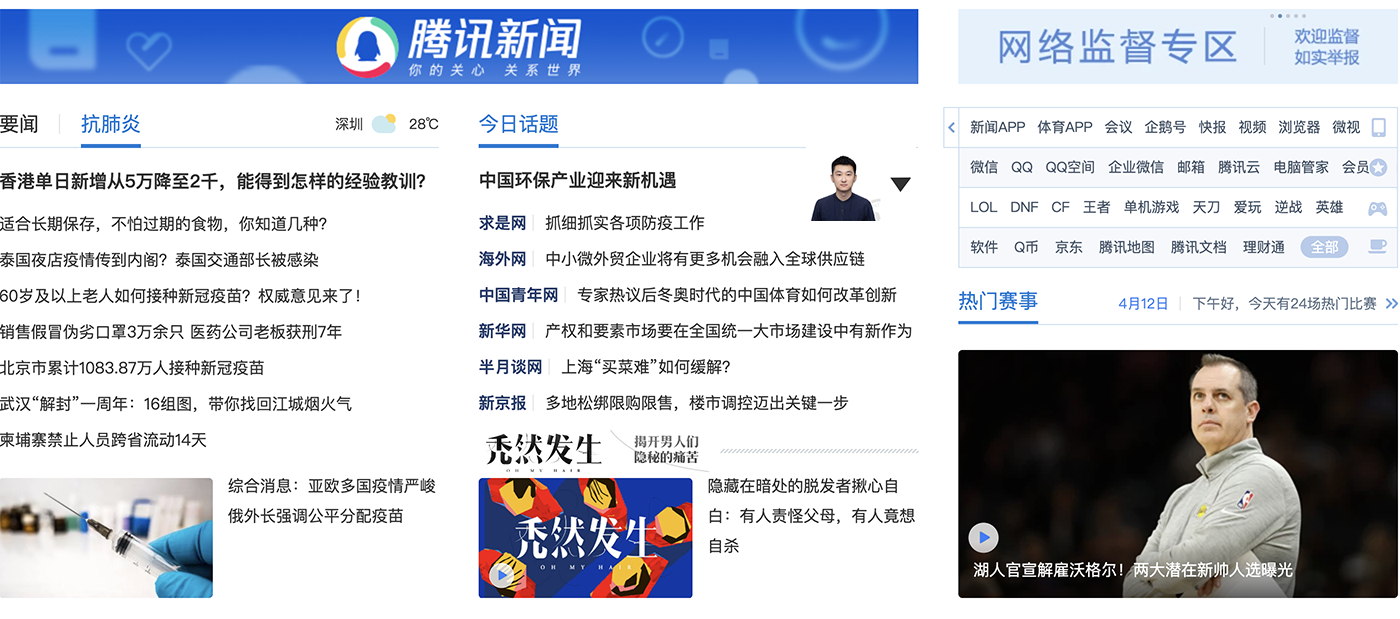 腾讯新闻
你的关心 关系世界
网络监督专区
欢迎监督
如实举报
要闻
抗肺炎
深圳
28℃
香港单日新增从5万降至2千，能得到怎样的经验教训？
适合长期保存，不怕过期的食物，你知道几种？
泰国夜店疫情传到内阁？泰国交通部长被感染
60岁及以上老人如何接种新冠疫苗？权威意见来了！
销售假冒伪劣口罩3万余只 医药公司老板获刑7年
北京市累计1083.87万人接种新冠疫苗
武汉“解封”一周年：16组图，带你找回江城烟火气
柬埔寨禁止人员跨省流动14天
综合消息：亚欧多国疫情严峻
俄外长强调公平分配疫苗
今日话题
中国环保产业迎来新机遇
求是网 抓细抓实各项防疫工作
海外网 中小微外贸企业将有更多机会融入全球供应链
中国青年网 专家热议后冬奥时代的中国体育如何改革创新
新华网 产权和要素市场要在全国统一大市场建设中有新作为
半月谈网 上海“买菜难”如何缓解？
新京报 多地松绑限购限售，楼市调控迈出关键一步
秃然发生
OH MY HAIR
揭开男人们
隐秘的痛苦
秃然发生
OH MY HAIR
隐藏在暗处的脱发者揪心自
白：有人责怪父母，有人竟想
自杀
新闻APP 体育APP 会议 企鹅号 快报 视频 浏览器 微视
微信 QQ QQ空间 企业微信 邮箱 腾讯云 电脑管家 会员
LOL DNF CF 王者 单机游戏 天刀 爱玩 逆战 英雄
软件 Q币 京东 腾讯地图 腾讯文档 理财通 全部
热门赛事
4月12日
下午好，今天有24场热门比赛
湖人官宣解雇沃格尔！两大潜在新帅人选曝光